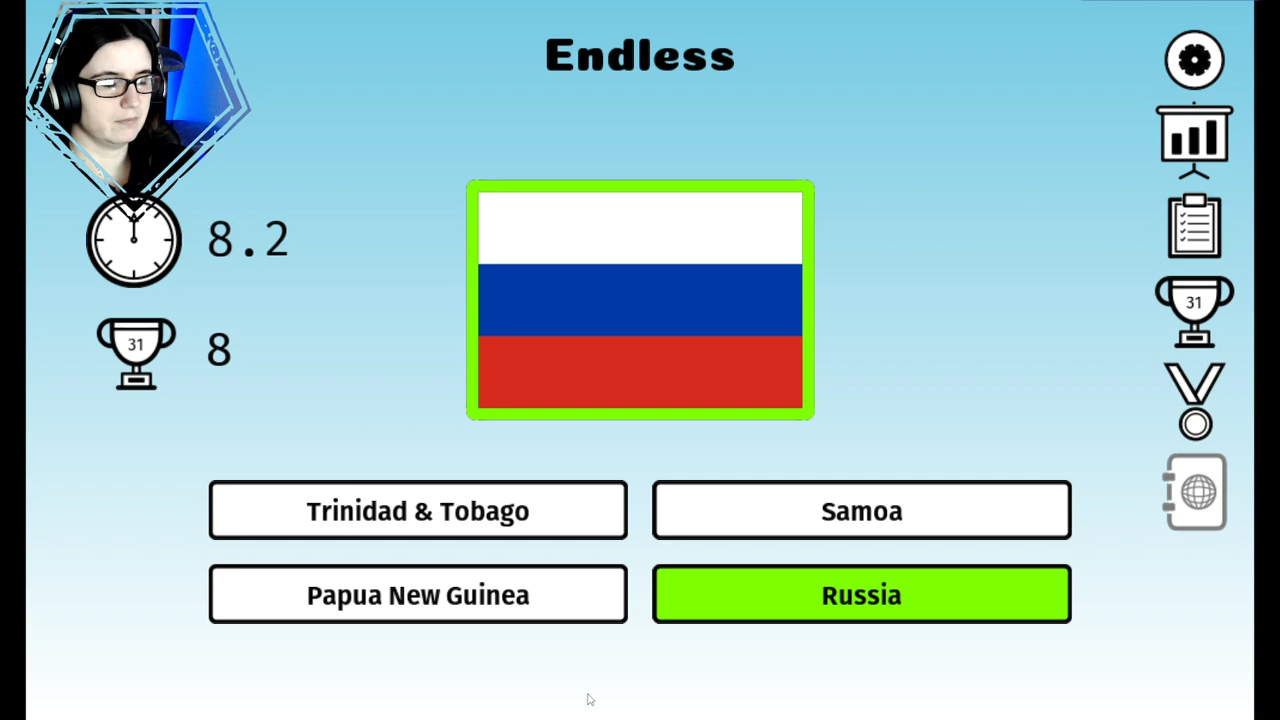 Endless
8.2
31
8
31
Trinidad & Tobago
Samoa
Papua New Guinea
Russia